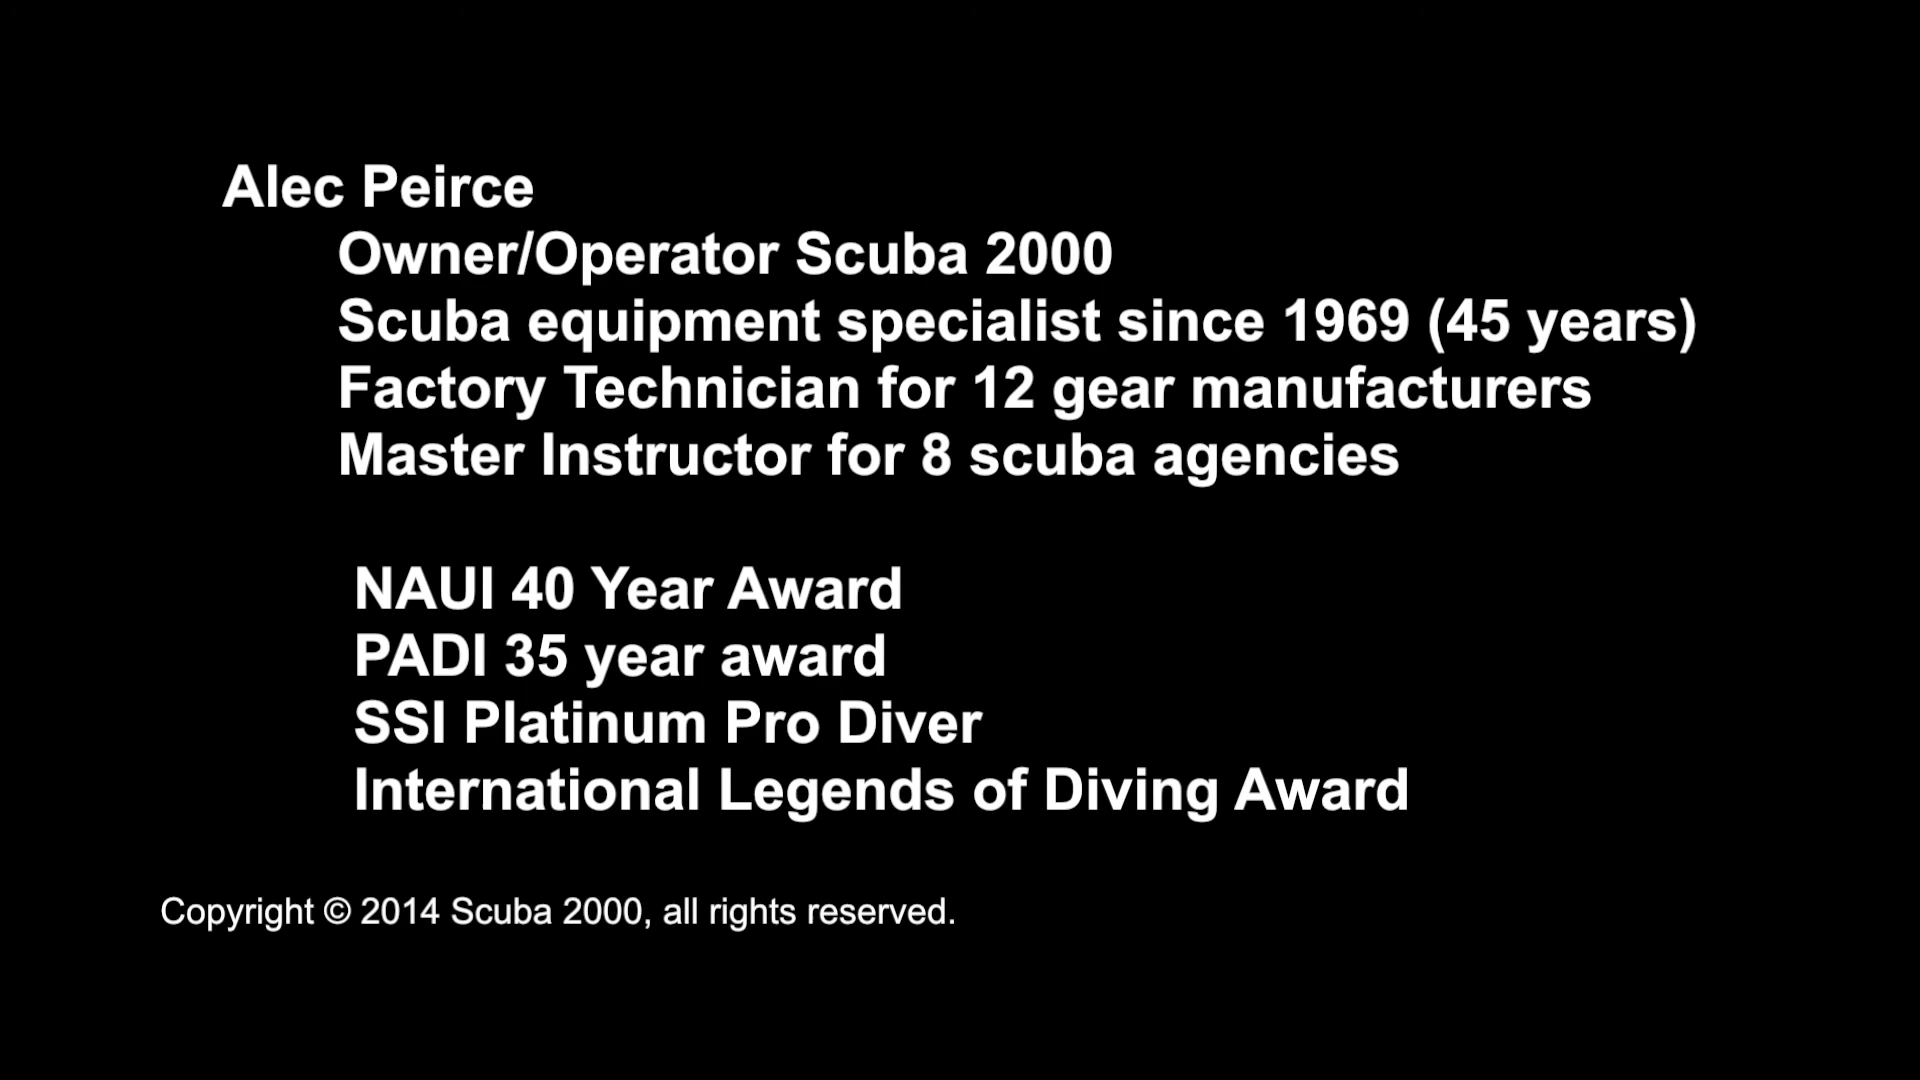 Alec Peirce
Owner/Operator Scuba 2000
Scuba equipment specialist since 1969 (45 years)
Factory Technician for 12 gear manufacturers
Master Instructor for 8 scuba agencies
NAUI 40 Year Award
PADI 35 year award
SSI Platinum Pro Diver
International Legends of Diving Award
Copyright © 2014 Scuba 2000, all rights reserved.